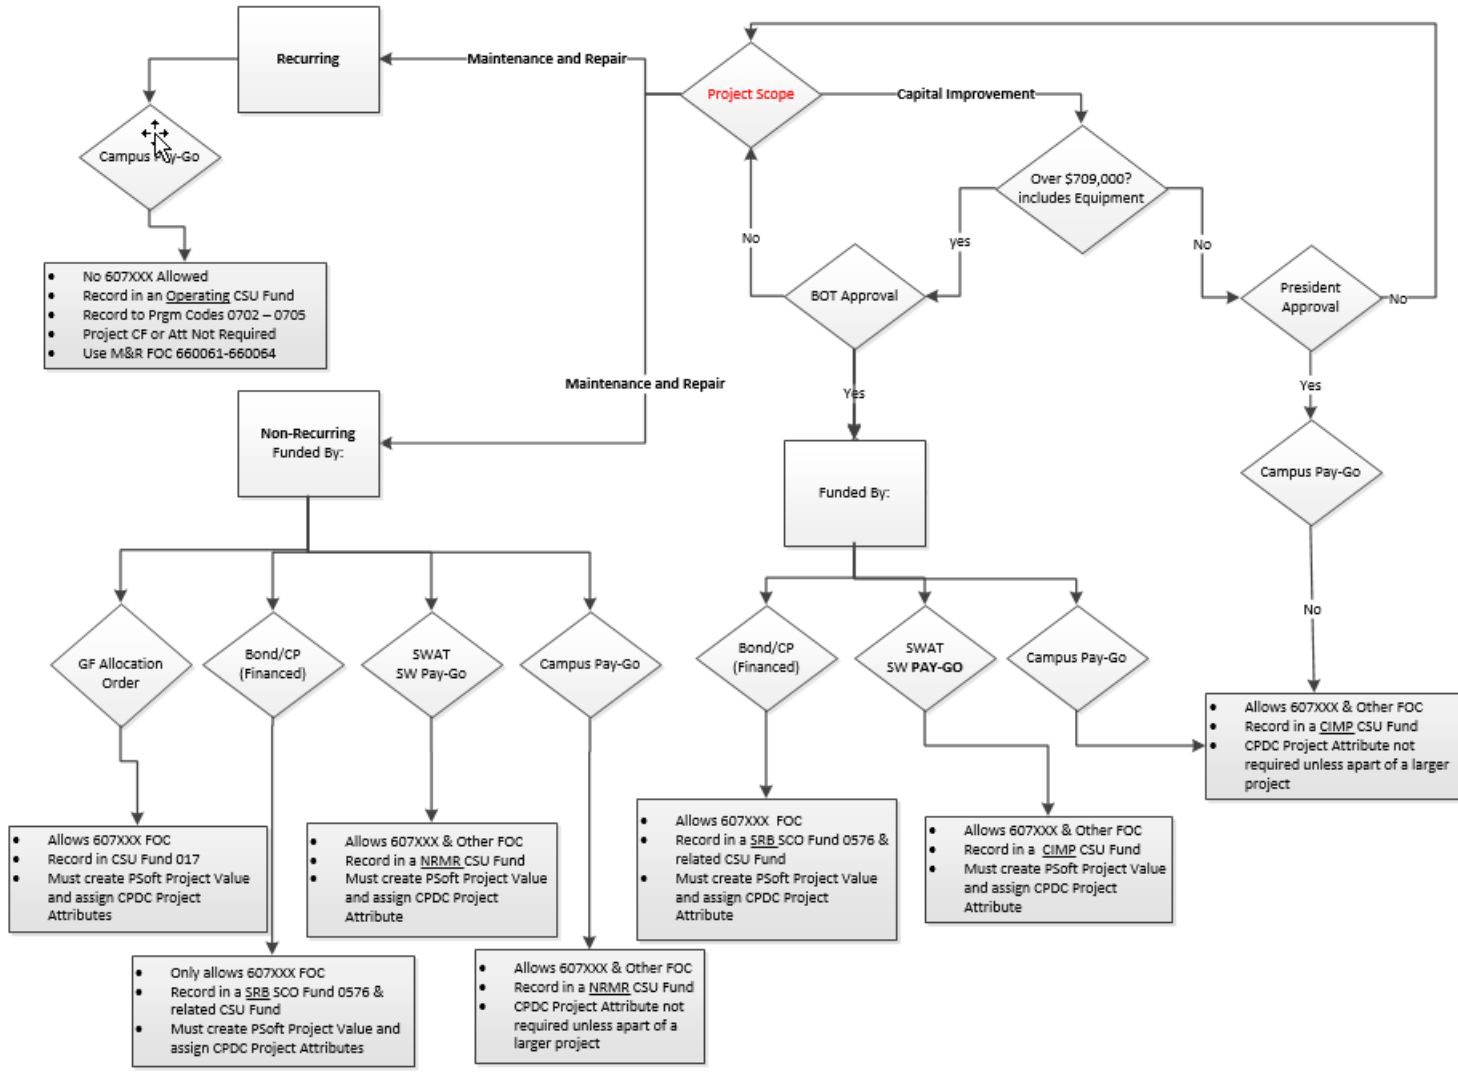 Recurring
Maintenance and Repair
Project Scope
Capital Improvement
Campus Pay-Go
Over $709,000?
includes Equipment
No
yes
No
BOT Approval
President
Approval
No
• No 607XXX Allowed
• Record in an Operating CSU Fund
• Record to Prgm Codes 0702 – 0705
• Project CF or Att Not Required
• Use M&R FOC 660061-660064
Maintenance and Repair
Yes
Yes
Non-Recurring
Funded By:
Funded By:
Campus Pay-Go
No
GF Allocation
Order
Bond/CP
(Financed)
SWAT
SW Pay-Go
Campus Pay-Go
Bond/CP
(Financed)
SWAT
SW PAY-GO
Campus Pay-Go
• Allows 607XXX & Other FOC
• Record in a CIMP CSU Fund
• CPDC Project Attribute not
required unless apart of a larger
project
• Allows 607XXX FOC
• Record in CSU Fund 017
• Must create PSoft Project Value
and assign CPDC Project
Attributes
• Allows 607XXX & Other FOC
• Record in a NRMR CSU Fund
• Must create PSoft Project Value
and assign CPDC Project
Attribute
• Allows 607XXX FOC
• Record in a SRB SCO Fund 0576 &
related CSU Fund
• Must create PSoft Project Value
and assign CPDC Project
Attribute
• Allows 607XXX & Other FOC
• Record in a CIMP CSU Fund
• Must create PSoft Project Value
and assign CPDC Project
Attribute
• Only allows 607XXX FOC
• Record in a SRB SCO Fund 0576 &
related CSU Fund
• Must create PSoft Project Value and
assign CPDC Project Attributes
• Allows 607XXX & Other FOC
• Record in a NRMR CSU Fund
• CPDC Project Attribute not
required unless apart of a
larger project